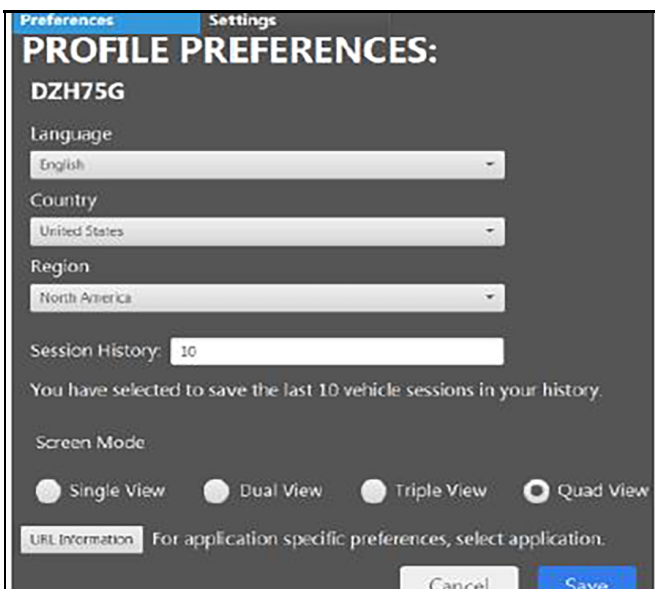 Preferences Settings
PROFILE PREFERENCES:
DZH75G
Language
English
Country
United States
Region
North America
Session History: 10
You have selected to save the last 10 vehicle sessions in your history.
Screen Mode
Single View Dual View Triple View Quad View
URL Information For application specific preferences, select application.
Cancel Save